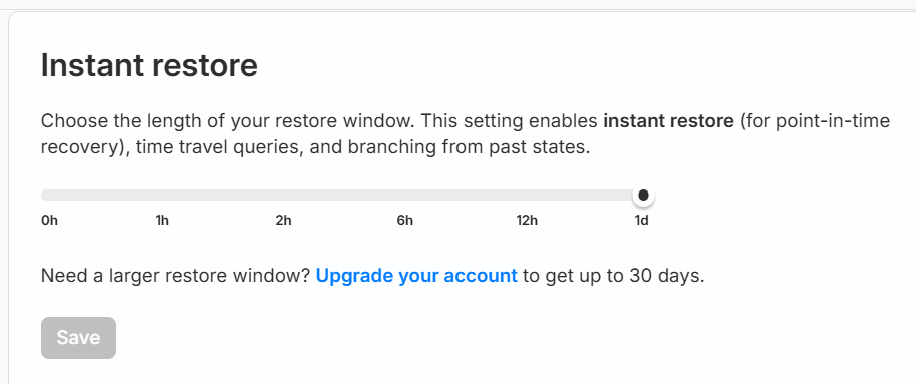 Instant restore
Choose the length of your restore window. This setting enables instant restore (for point-in-time
recovery), time travel queries, and branching from past states.
0h 1h 2h 6h 12h 1d
Need a larger restore window? Upgrade your account to get up to 30 days.
Save